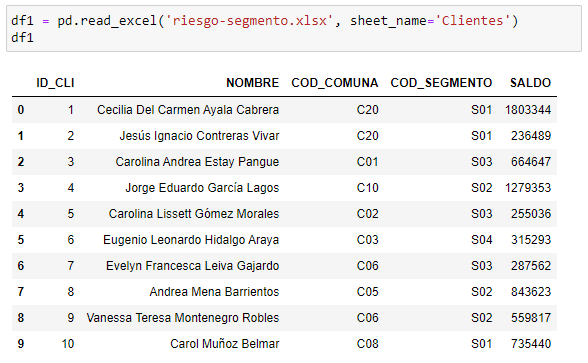 df1 = pd.read_excel('riesgo-segmento.xlsx', sheet_name='Clientes')
df1
ID_CLI NOMBRE COD_COMUNA COD_SEGMENTO SALDO
0 1 Cecilia Del Carmen Ayala Cabrera C20 S01 1803344
1 2 Jesús Ignacio Contreras Vivar C20 S01 236489
2 3 Carolina Andrea Estay Pangue C01 S03 664647
3 4 Jorge Eduardo García Lagos C10 S02 1279353
4 5 Carolina Lissett Gómez Morales C02 S03 255036
5 6 Eugenio Leonardo Hidalgo Araya C03 S04 315293
6 7 Evelyn Francesca Leiva Gajardo C06 S03 287562
7 8 Andrea Mena Barrientos C05 S02 843623
8 9 Vanessa Teresa Montenegro Robles C06 S02 559817
9 10 Carol Muñoz Belmar C08 S01 735440